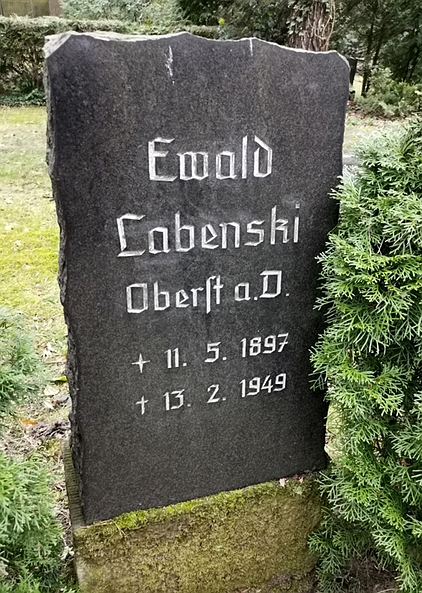 Ewald
Labenski
Oberſt a.D.
+ 11. 5. 1897
† 13. 2. 1949